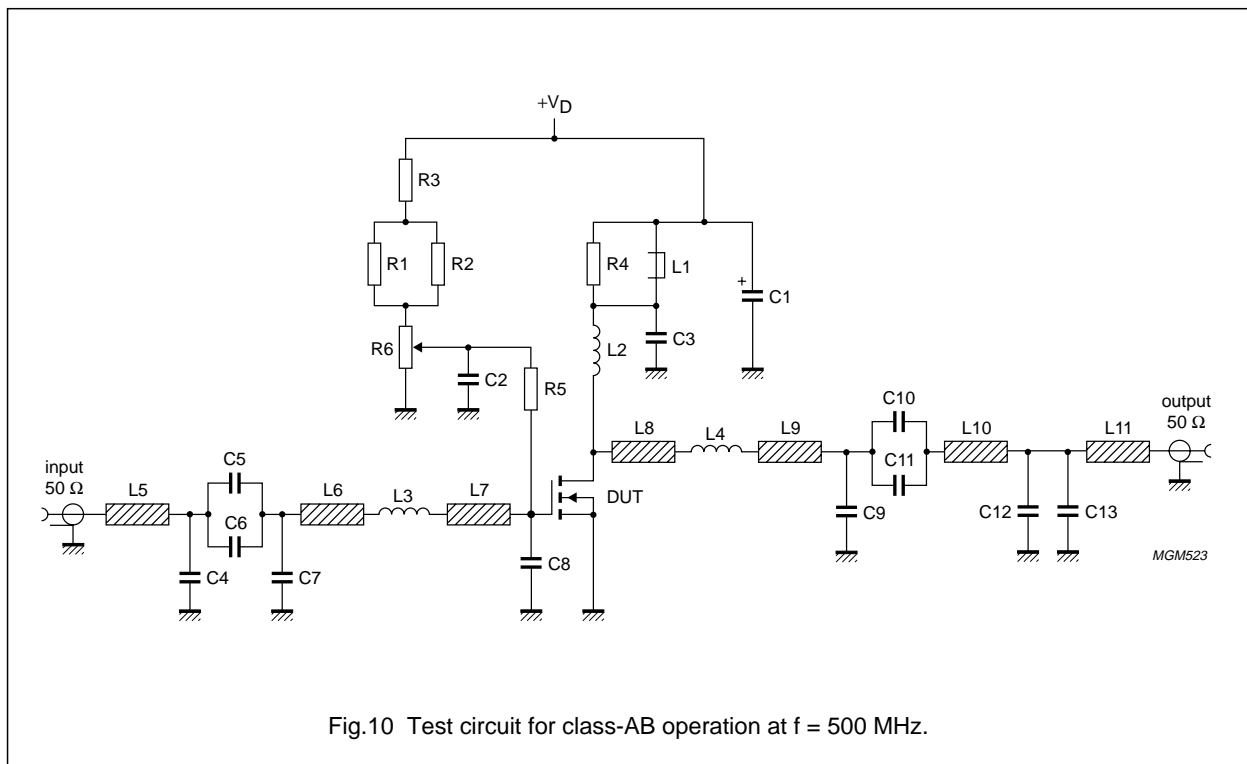 +VD
R3
R1
R2
R4
L1
+
C1
R6
C2
R5
L2
C3
input
50 Ω
L5
C5
C6
C4
C7
L6
L3
L7
C8
DUT
L8
L4
L9
C9
C10
C11
L10
C12
C13
L11
output
50 Ω
MGM523
Fig.10 Test circuit for class-AB operation at f = 500 MHz.